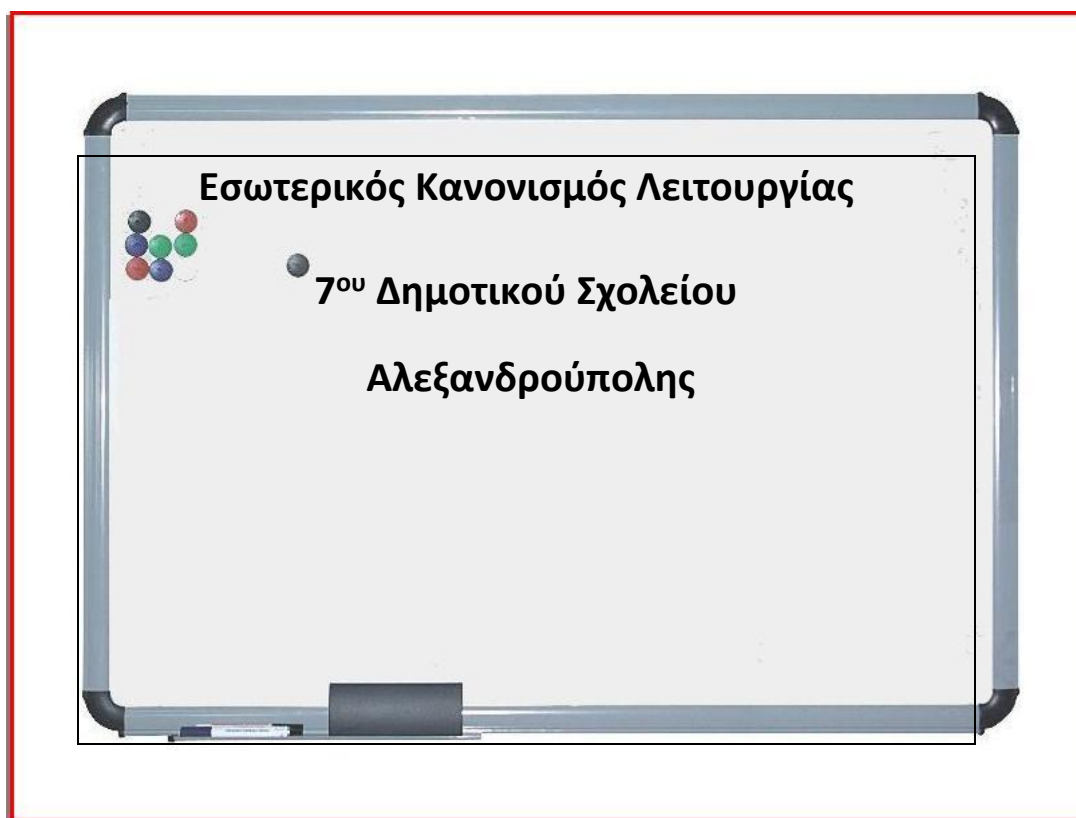 Εσωτερικός Κανονισμός Λειτουργίας
7ου Δημοτικού Σχολείου
Αλεξανδρούπολης